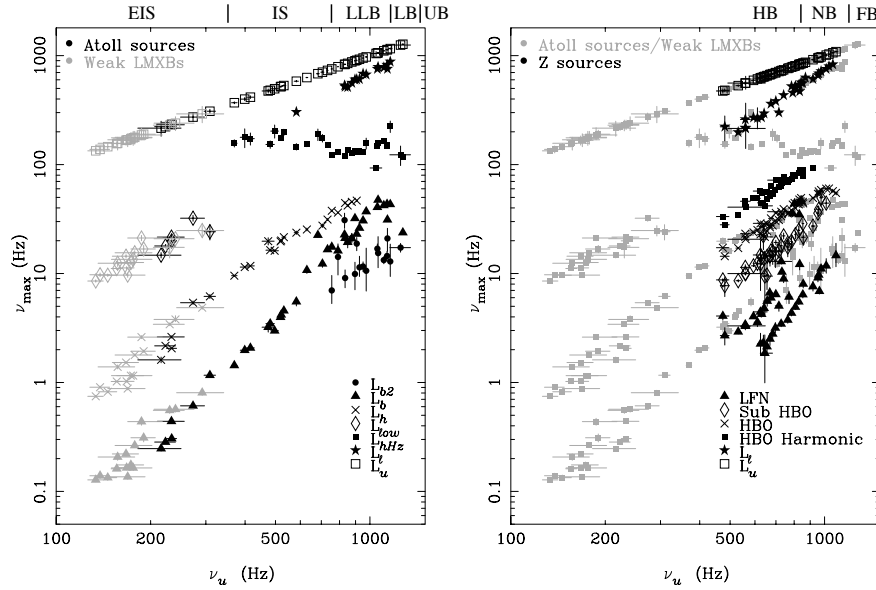 EIS | IS | LLB | LB | UB
Atoll sources
Weak LMXBs
1000
100
10
1
0.1
ν_max (Hz)
L_b2
L_b
L_h
L_low
L_hHz
L_ℓ
L_u
100 200 500 1000
ν_u (Hz)
HB | NB | FB
Atoll sources/Weak LMXBs
Z sources
1000
100
10
1
0.1
ν_max (Hz)
LFN
Sub HBO
HBO
HBO Harmonic
L_ℓ
L_u
100 200 500 1000
ν_u (Hz)